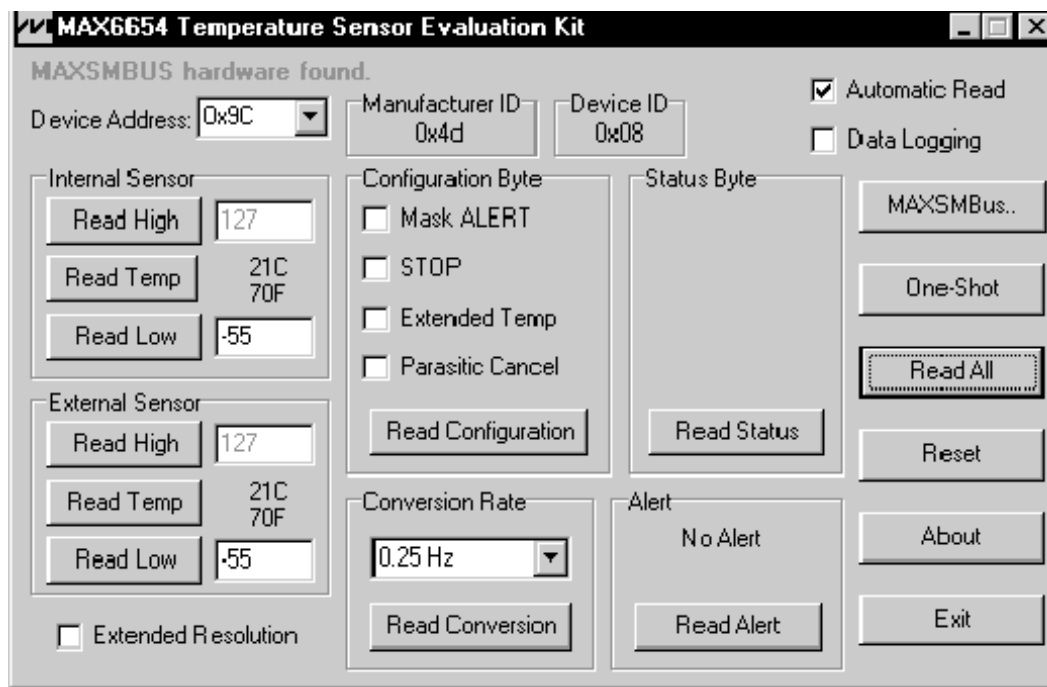 MAX6654 Temperature Sensor Evaluation Kit
MAXSMBUS hardware found.
Device Address: 0x9C
Manufacturer ID
0x4d
Device ID
0x08
Automatic Read
Data Logging
Internal Sensor
Read High 127
Read Temp 21C
70F
Read Low -55
External Sensor
Read High 127
Read Temp 21C
70F
Read Low -55
Extended Resolution
Configuration Byte
Mask ALERT
STOP
Extended Temp
Parasitic Cancel
Read Configuration
Status Byte
Read Status
Conversion Rate
0.25 Hz
Read Conversion
Alert
No Alert
Read Alert
MAXSMBus..
One-Shot
Read All
Reset
About
Exit